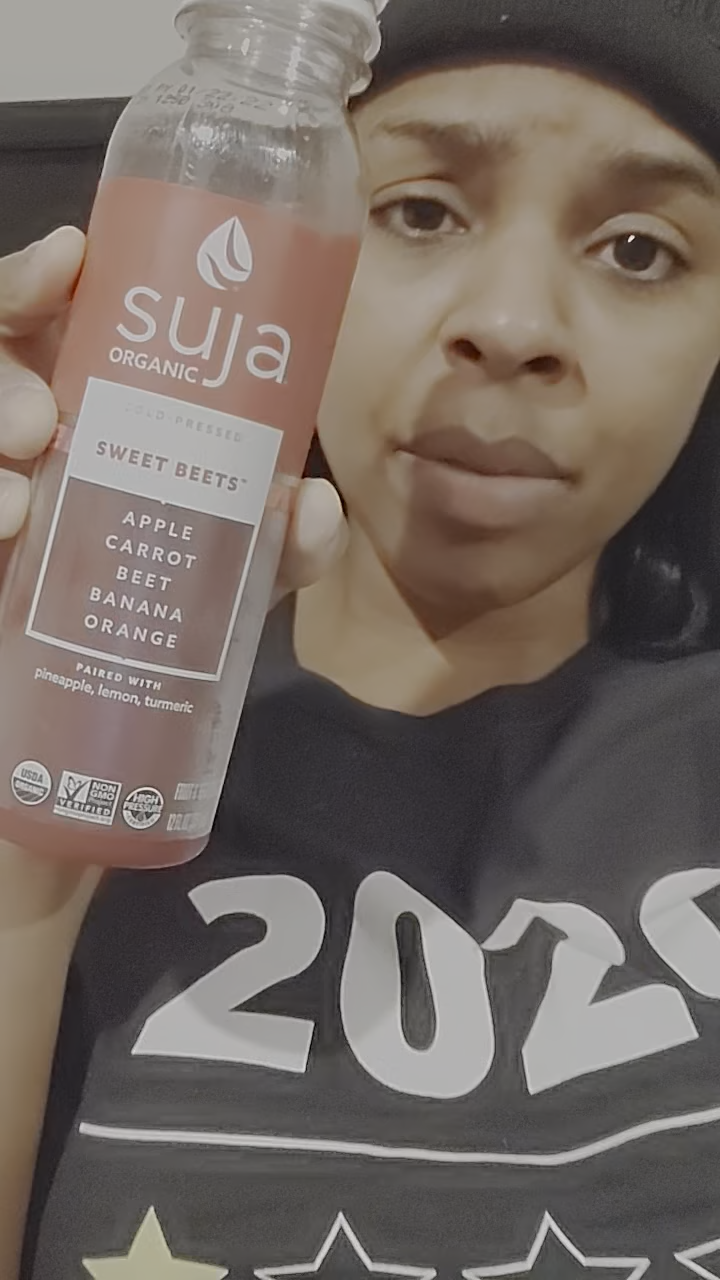 suja
ORGANIC
COLD-PRESSED
SWEET BEETS™
APPLE
CARROT
BEET
BANANA
ORANGE
PAIRED WITH
pineapple, lemon, turmeric
USDA
ORGANIC
NON
GMO
VERIFIED
HIGH
PRESSURE
202